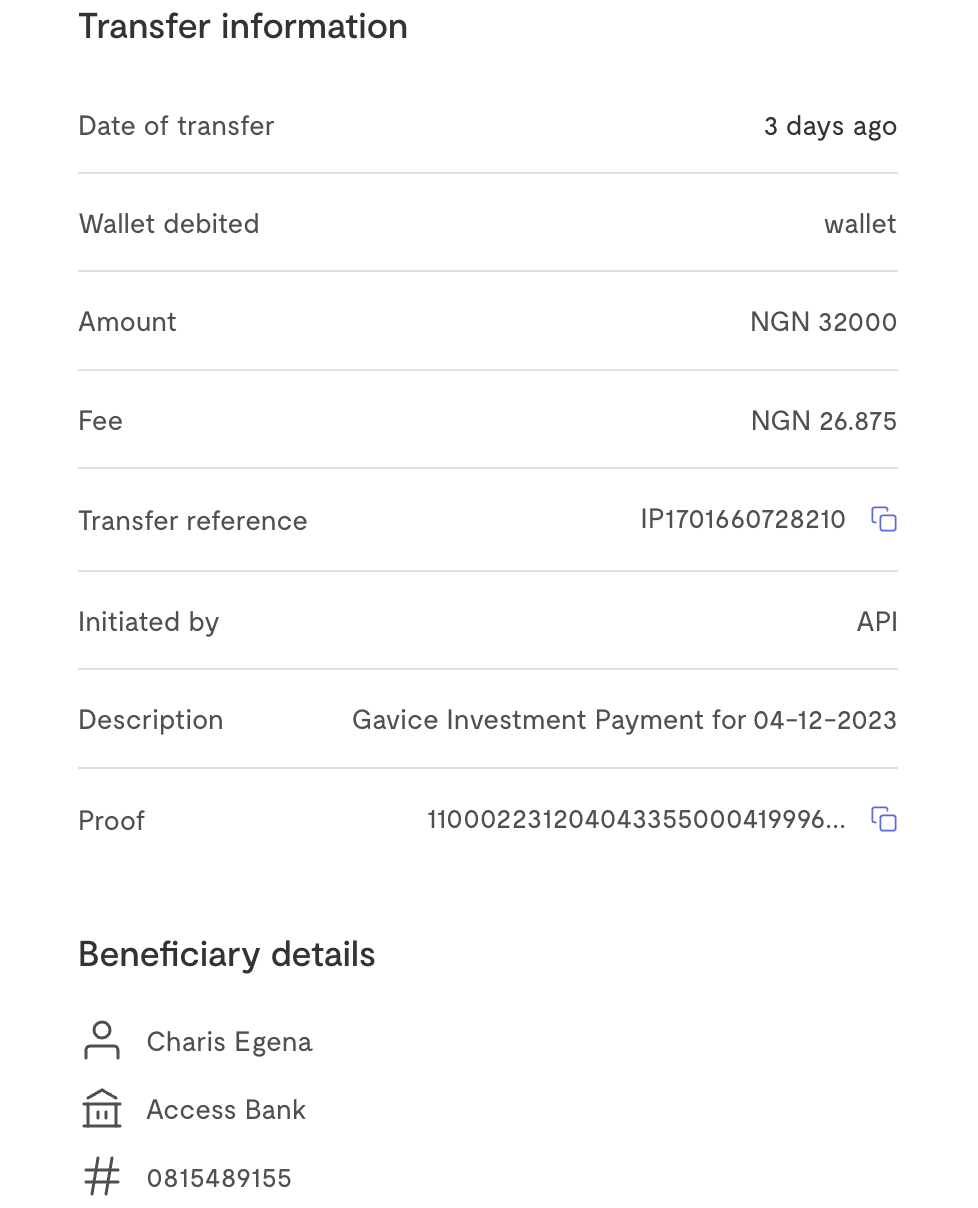 Transfer information
Date of transfer 3 days ago
Wallet debited wallet
Amount NGN 32000
Fee NGN 26.875
Transfer reference IP1701660728210
Initiated by API
Description Gavice Investment Payment for 04-12-2023
Proof 110002231204043355000419996...
Beneficiary details
Charis Egena
Access Bank
0815489155